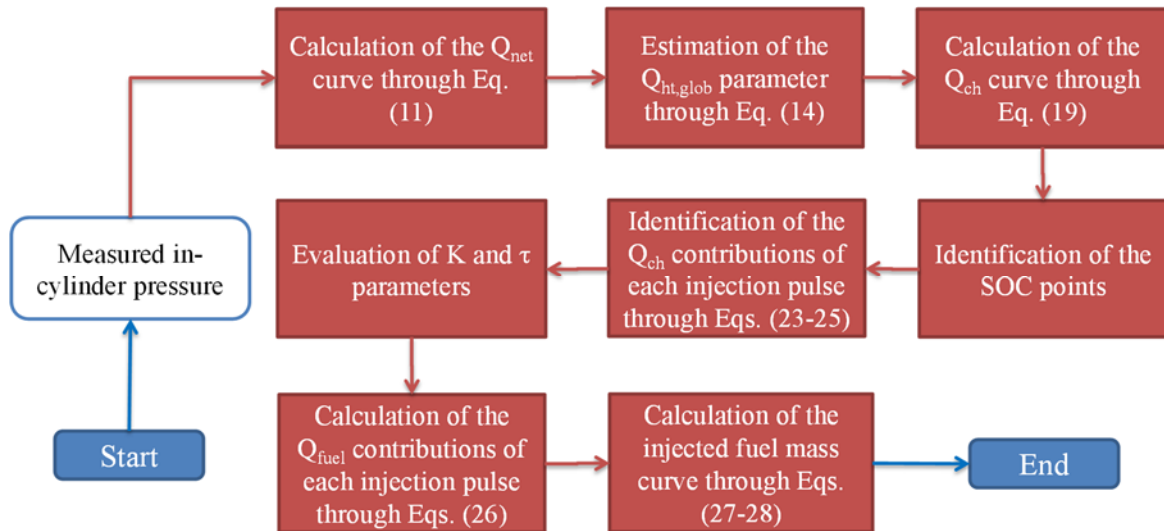 Start
Measured in-
cylinder pressure
Calculation of the Qnet
curve through Eq.
(11)
Estimation of the
Qht,glob parameter
through Eq. (14)
Calculation of the
Qch curve through
Eq. (19)
Identification of the
SOC points
Identification of the
Qch contributions of
each injection pulse
through Eqs. (23-25)
Evaluation of K and τ
parameters
Calculation of the
Qfuel contributions of
each injection pulse
through Eqs. (26)
Calculation of the
injected fuel mass
curve through Eqs.
(27-28)
End